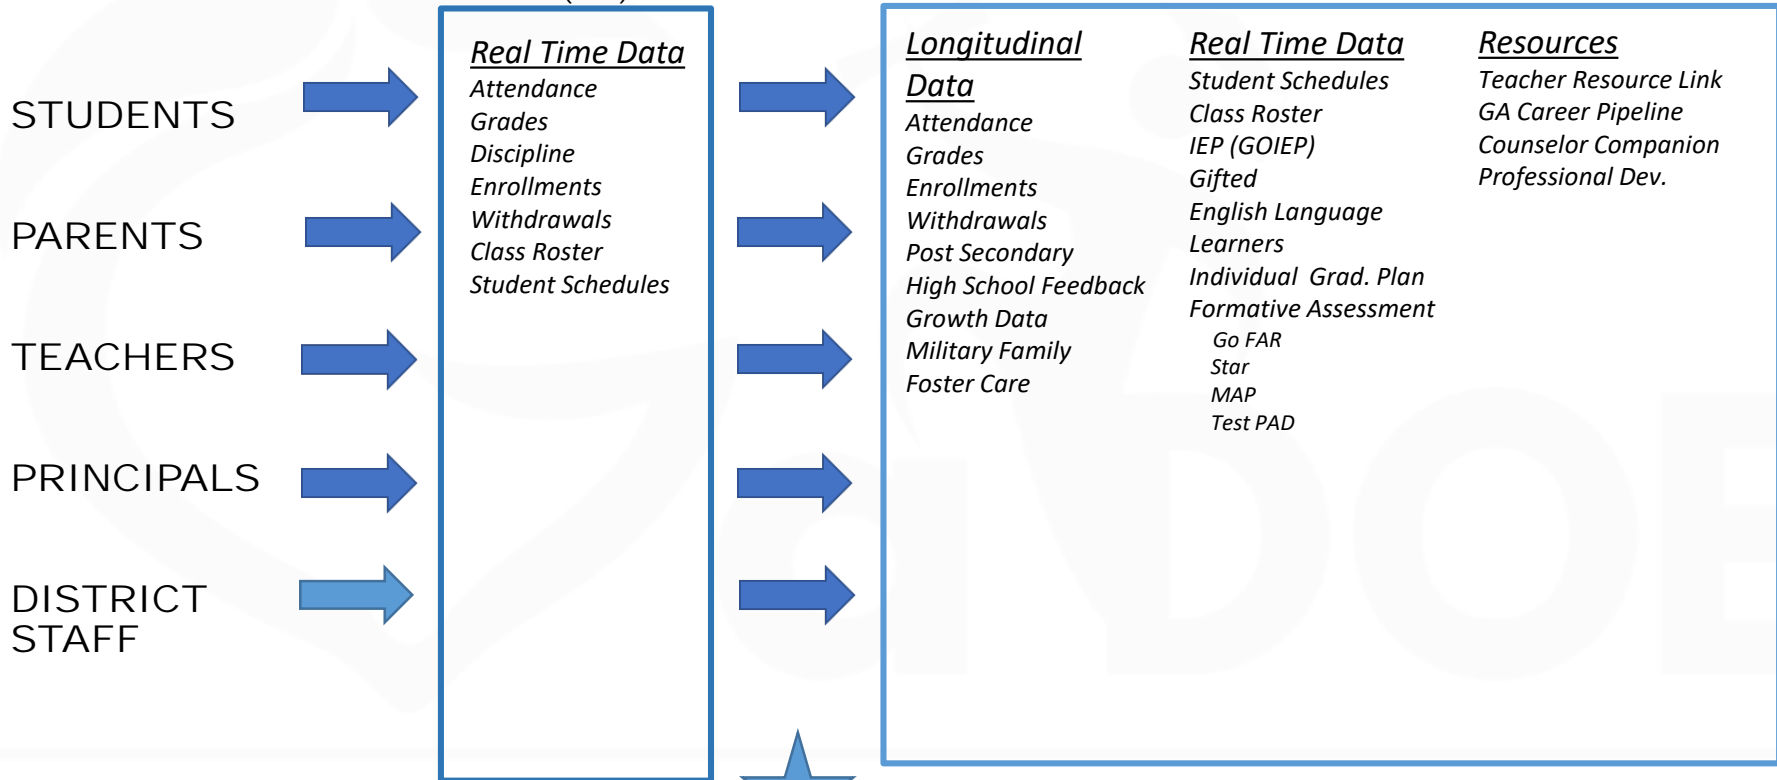 STUDENTS
PARENTS
TEACHERS
PRINCIPALS
DISTRICT
STAFF
Real Time Data
Attendance
Grades
Discipline
Enrollments
Withdrawals
Class Roster
Student Schedules
Longitudinal
Data
Attendance
Grades
Enrollments
Withdrawals
Post Secondary
High School Feedback
Growth Data
Military Family
Foster Care
Real Time Data
Student Schedules
Class Roster
IEP (GOIEP)
Gifted
English Language
Learners
Individual Grad. Plan
Formative Assessment
Go FAR
Star
MAP
Test PAD
Resources
Teacher Resource Link
GA Career Pipeline
Counselor Companion
Professional Dev.
DOE